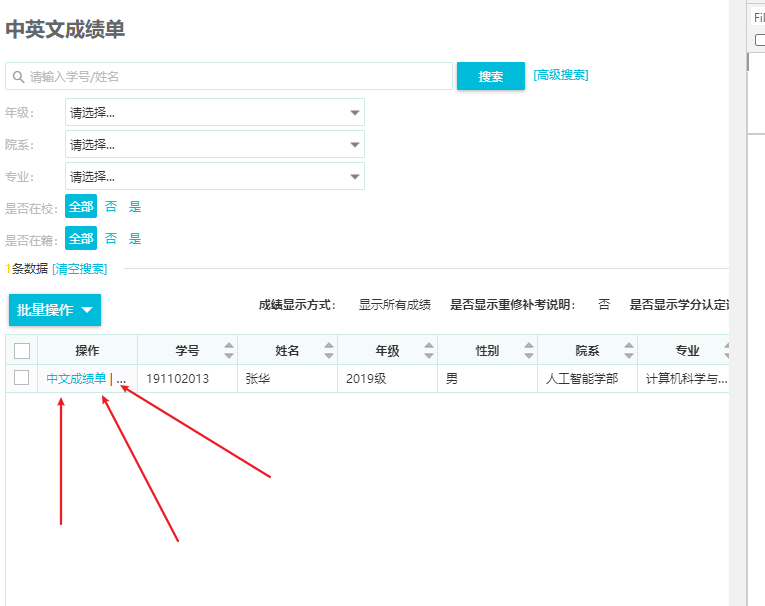 中英文成绩单
Fil
请输入学号/姓名 搜索 [高级搜索]
年级: 请选择...
院系: 请选择...
专业: 请选择...
是否在校: 全部 否 是
是否在籍: 全部 否 是
1条数据 [清空搜索]
批量操作 成绩显示方式: 显示所有成绩 是否显示重修补考说明: 否 是否显示学分认定
操作 学号 姓名 年级 性别 院系 专业
中文成绩单 | ... 191102013 张华 2019级 男 人工智能学部 计算机科学与...